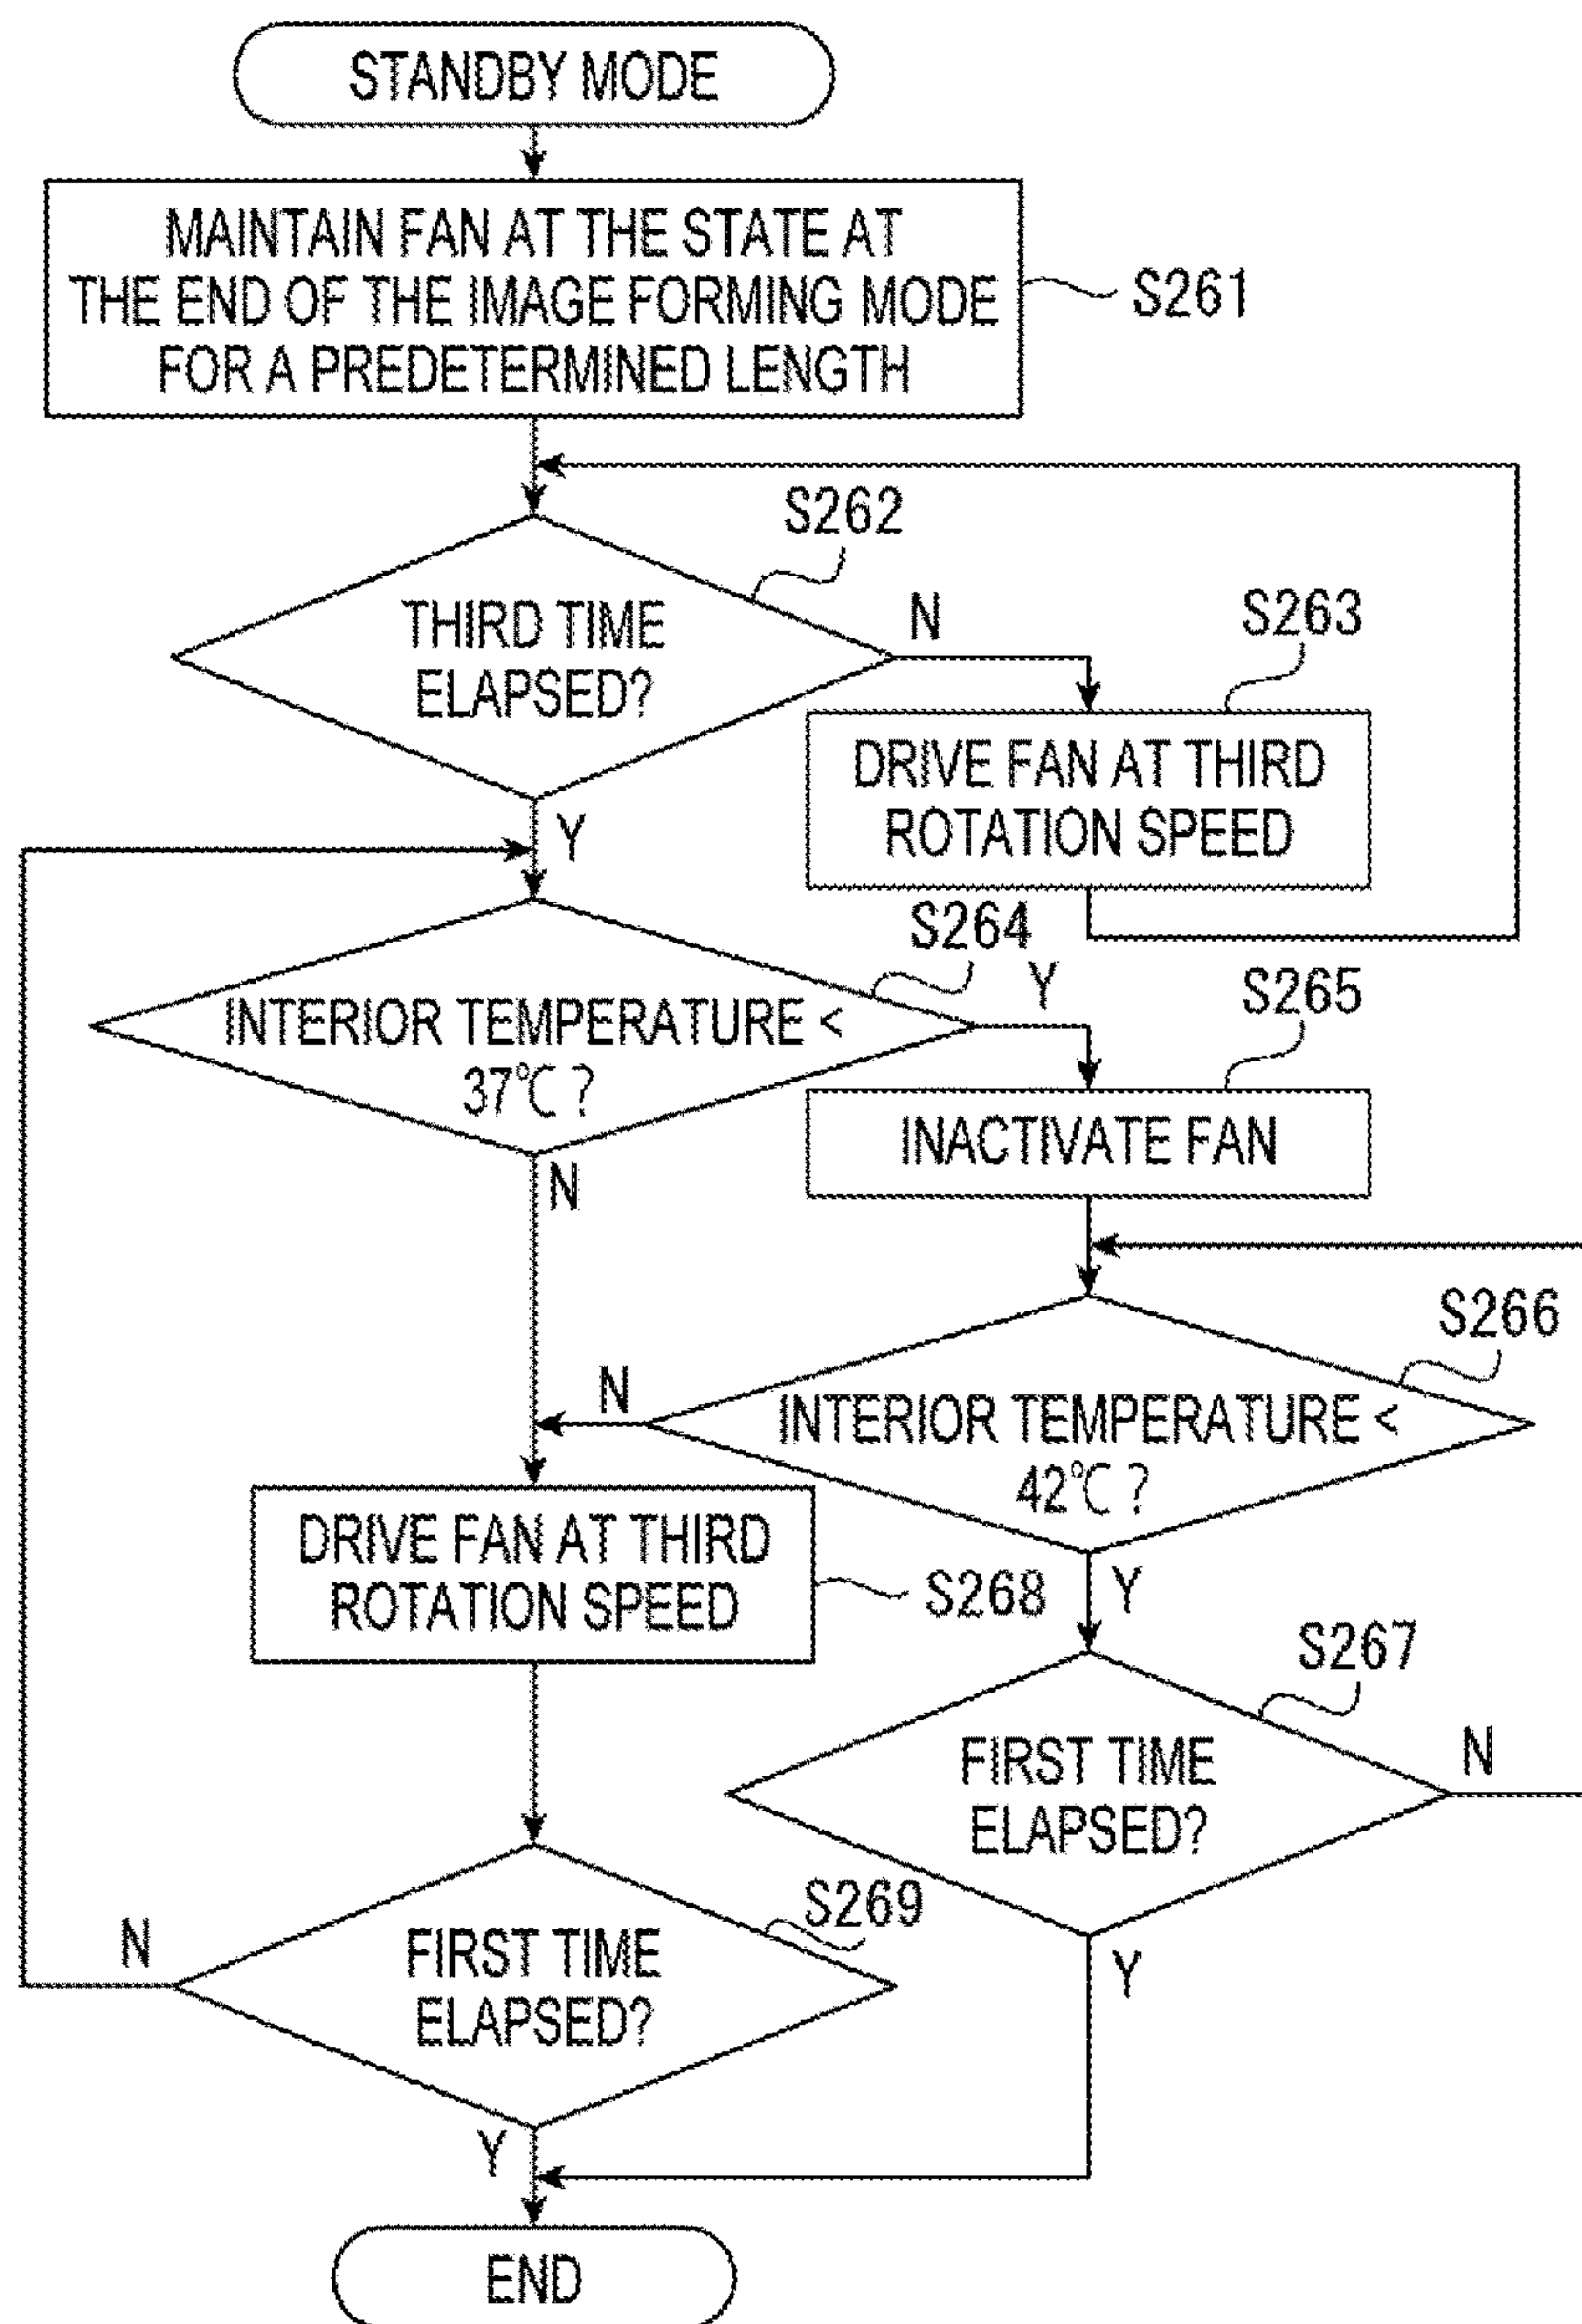 STANDBY MODE
MAINTAIN FAN AT THE STATE AT
THE END OF THE IMAGE FORMING MODE
FOR A PREDETERMINED LENGTH
S261
S262
THIRD TIME
ELAPSED?
N
Y
S263
DRIVE FAN AT THIRD
ROTATION SPEED
S264
INTERIOR TEMPERATURE <
37℃ ?
Y
N
S265
INACTIVATE FAN
S266
INTERIOR TEMPERATURE <
42℃ ?
N
Y
DRIVE FAN AT THIRD
ROTATION SPEED
S268
S267
FIRST TIME
ELAPSED?
N
Y
S269
FIRST TIME
ELAPSED?
N
Y
END